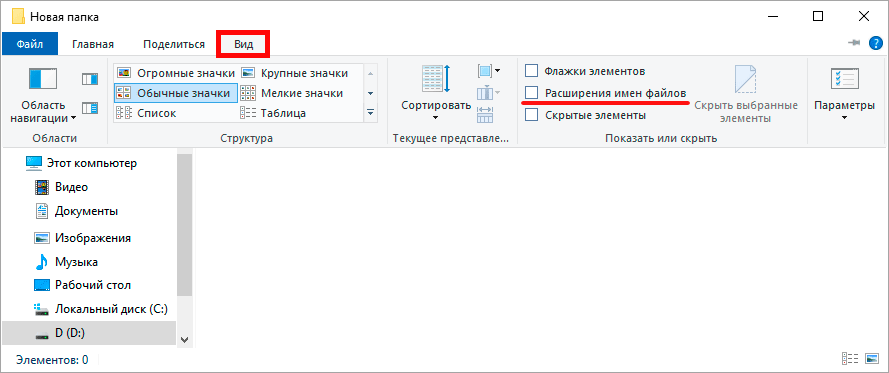 Новая папка
Файл Главная Поделиться Вид
Огромные значки Крупные значки
Обычные значки Мелкие значки
Список Таблица
Область
навигации
Области
Структура
Сортировать
Текущее представле...
Флажки элементов
Расширения имен файлов
Скрытые элементы
Скрыть выбранные
элементы
Показать или скрыть
Параметры
Этот компьютер
Видео
Документы
Изображения
Музыка
Рабочий стол
Локальный диск (C:)
D (D:)
Элементов: 0